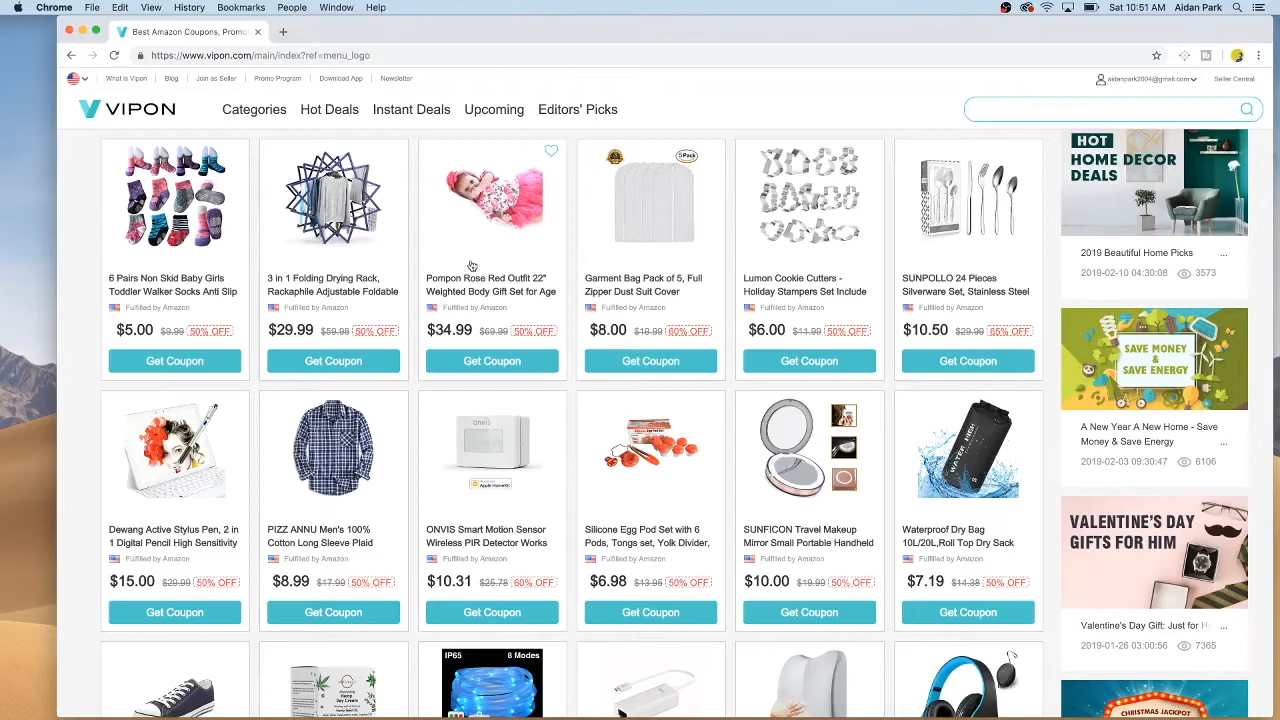 Chrome File Edit View History Bookmarks People Window Help Sat 10:51 AM Aidan Park
Best Amazon Coupons, Promo
https://www.vipon.com/main/index?ref=menu_logo
What is Vipon Blog Join as Seller Promo Program Download App Newsletter aidanpark2004@gmail.com Seller Central
VIPON Categories Hot Deals Instant Deals Upcoming Editors' Picks
5 Pack
6 Pairs Non Skid Baby Girls
Toddler Walker Socks Anti Slip
Fulfilled by Amazon
$5.00 $9.99 50% OFF
Get Coupon
3 in 1 Folding Drying Rack,
Rackaphile Adjustable Foldable
Fulfilled by Amazon
$29.99 $59.98 50% OFF
Get Coupon
Pompon Rose Red Outfit 22"
Weighted Body Gift Set for Age
Fulfilled by Amazon
$34.99 $69.99 50% OFF
Get Coupon
Garment Bag Pack of 5, Full
Zipper Dust Suit Cover
Fulfilled by Amazon
$8.00 $19.99 60% OFF
Get Coupon
Lumon Cookie Cutters -
Holiday Stampers Set Include
Fulfilled by Amazon
$6.00 $11.99 50% OFF
Get Coupon
SUNPOLLO 24 Pieces
Silverware Set, Stainless Steel
Fulfilled by Amazon
$10.50 $29.99 65% OFF
Get Coupon
ONVIS
Apple HomeKit
WATER HIGH
Dewang Active Stylus Pen, 2 in
1 Digital Pencil High Sensitivity
Fulfilled by Amazon
$15.00 $29.99 50% OFF
Get Coupon
PIZZ ANNU Men's 100%
Cotton Long Sleeve Plaid
Fulfilled by Amazon
$8.99 $17.99 50% OFF
Get Coupon
ONVIS Smart Motion Sensor
Wireless PIR Detector Works
Fulfilled by Amazon
$10.31 $25.78 60% OFF
Get Coupon
Silicone Egg Pod Set with 6
Pods, Tongs set, Yolk Divider,
Fulfilled by Amazon
$6.98 $13.95 50% OFF
Get Coupon
SUNFICON Travel Makeup
Mirror Small Portable Handheld
Fulfilled by Amazon
$10.00 $19.99 50% OFF
Get Coupon
Waterproof Dry Bag
10L/20L,Roll Top Dry Sack
Fulfilled by Amazon
$7.19 $14.38 50% OFF
Get Coupon
IP65 8 Modes
HOT
HOME DECOR
DEALS
2019 Beautiful Home Picks ...
2019-02-10 04:30:08 3573
SAVE MONEY
&
SAVE ENERGY
A New Year A New Home - Save
Money & Save Energy ...
2019-02-03 09:30:47 6106
VALENTINE'S DAY
GIFTS FOR HIM
Valentine's Day Gift: Just for H ...
2019-01-26 03:00:56 7365
CHRISTMAS JACKPOT